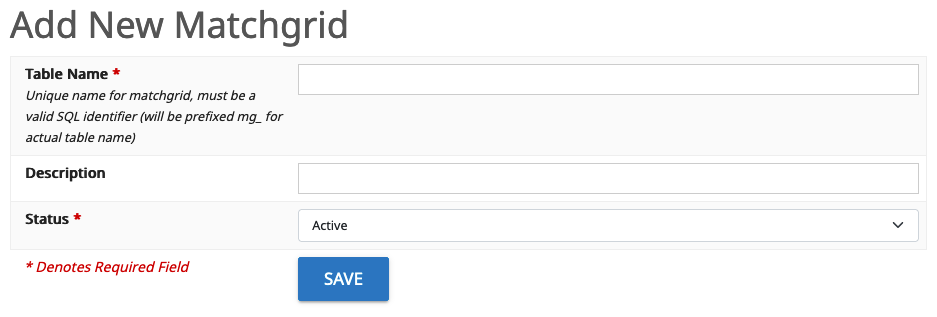 Add New Matchgrid
Table Name *
Unique name for matchgrid, must be a
valid SQL identifier (will be prefixed mg_ for
actual table name)
Description
Status *
Active
* Denotes Required Field
SAVE